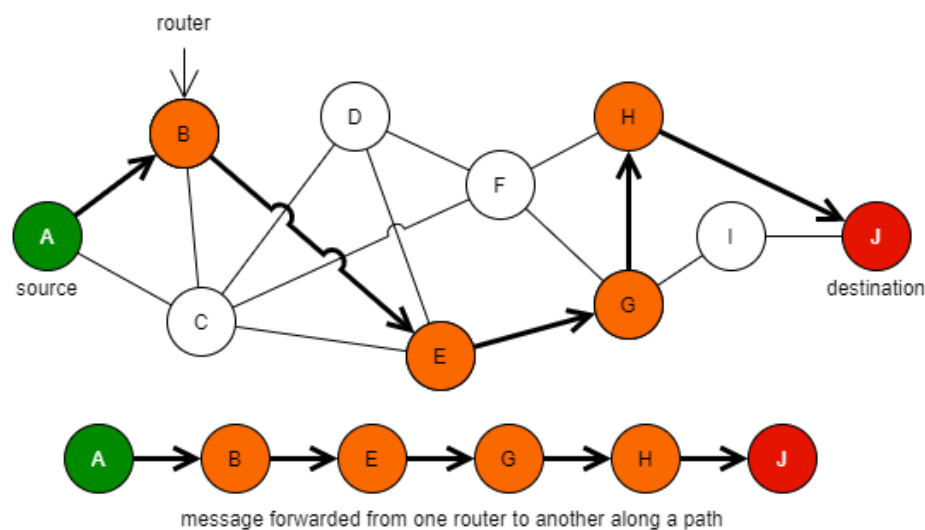 router
D
H
B
F
A
I
J
source
destination
G
C
E
A
B
E
G
H
J
message forwarded from one router to another along a path